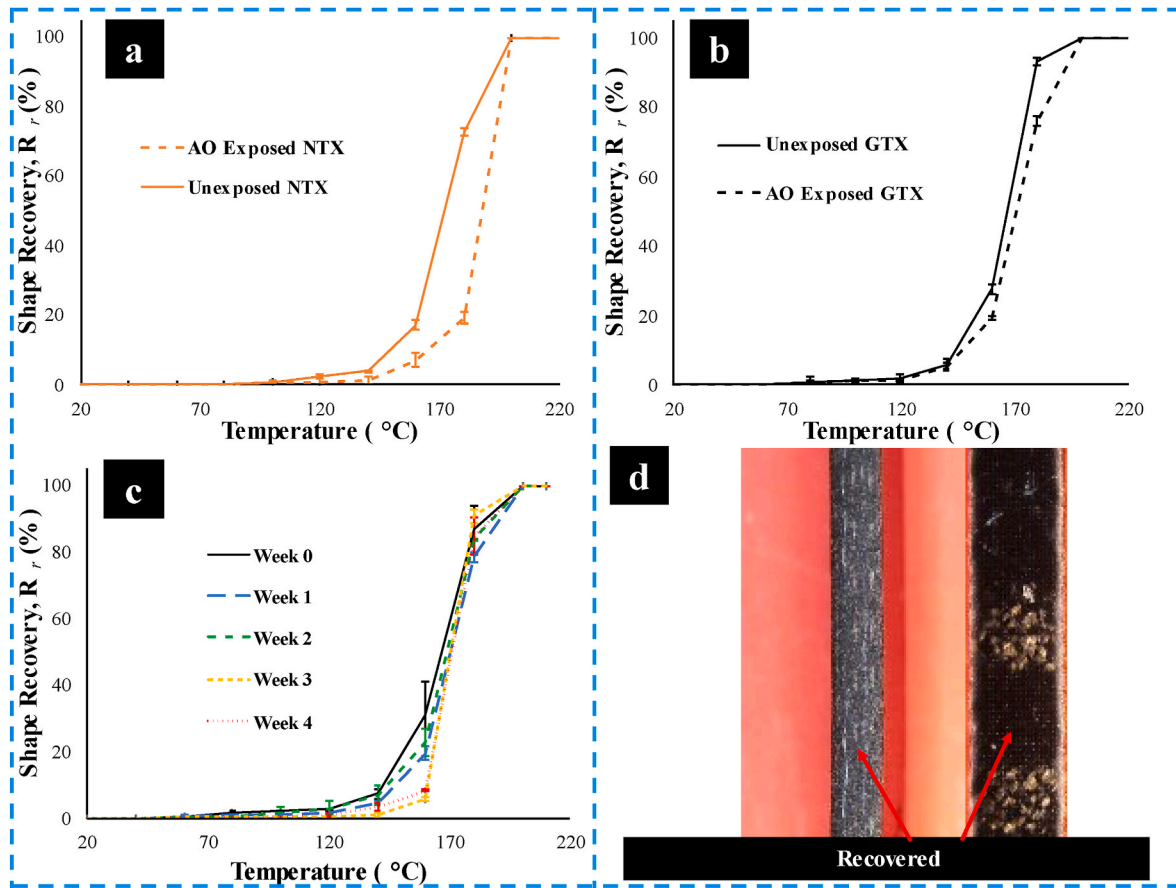 a
Shape Recovery, R r (%)
100
80
60
40
20
0
AO Exposed NTX
Unexposed NTX
20 70 120 170 220
Temperature ( °C)
b
Shape Recovery, R r (%)
100
80
60
40
20
0
Unexposed GTX
AO Exposed GTX
20 70 120 170 220
Temperature ( °C)
c
Shape Recovery, R r (%)
100
80
60
40
20
0
Week 0
Week 1
Week 2
Week 3
Week 4
20 70 120 170 220
Temperature ( °C)
d
Recovered